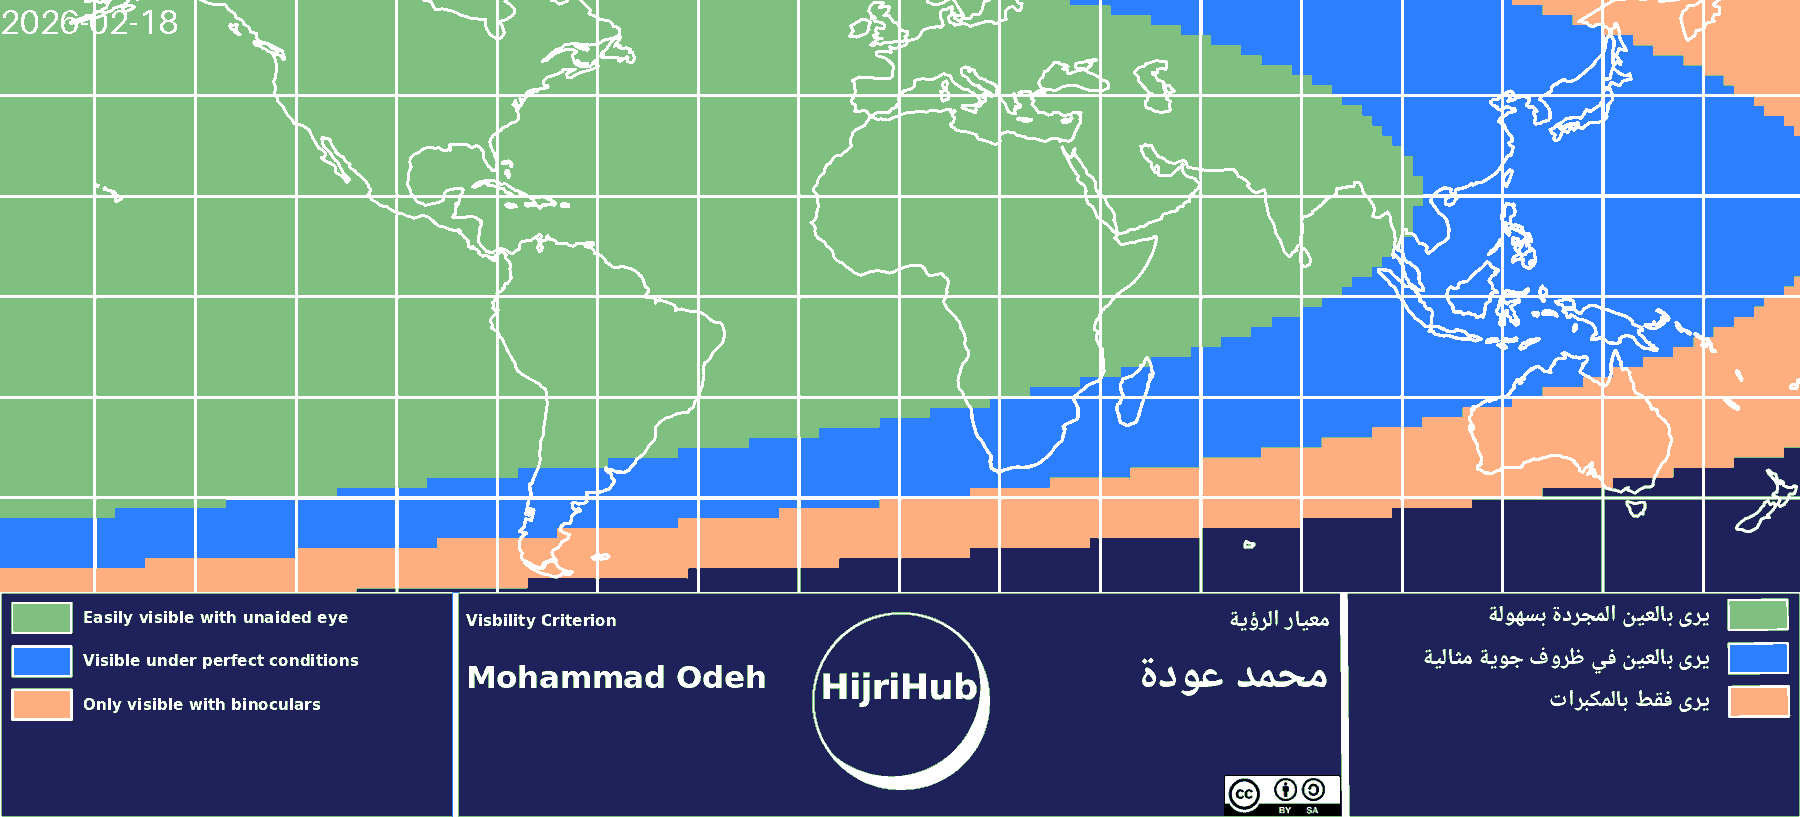 2026-02-18
Easily visible with unaided eye
Visible under perfect conditions
Only visible with binoculars
Visbility Criterion
Mohammad Odeh
HijriHub
معيار الرؤية
محمد عودة
cc
BY SA
يرى بالعين المجردة بسهولة
يرى بالعين في ظروف جوية مثالية
يرى فقط بالمكبرات